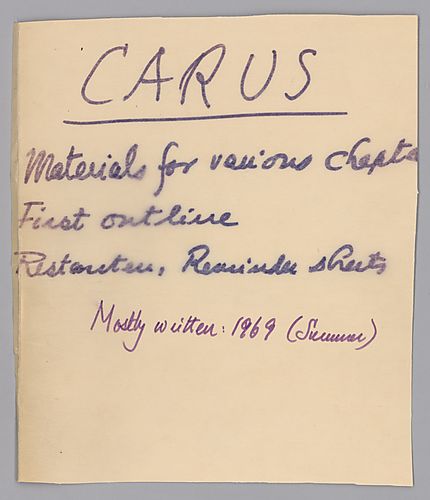 CARUS
Materials for various chapte
First outline
Restanten, Reminder sheets
Mostly written: 1969 (Summer)